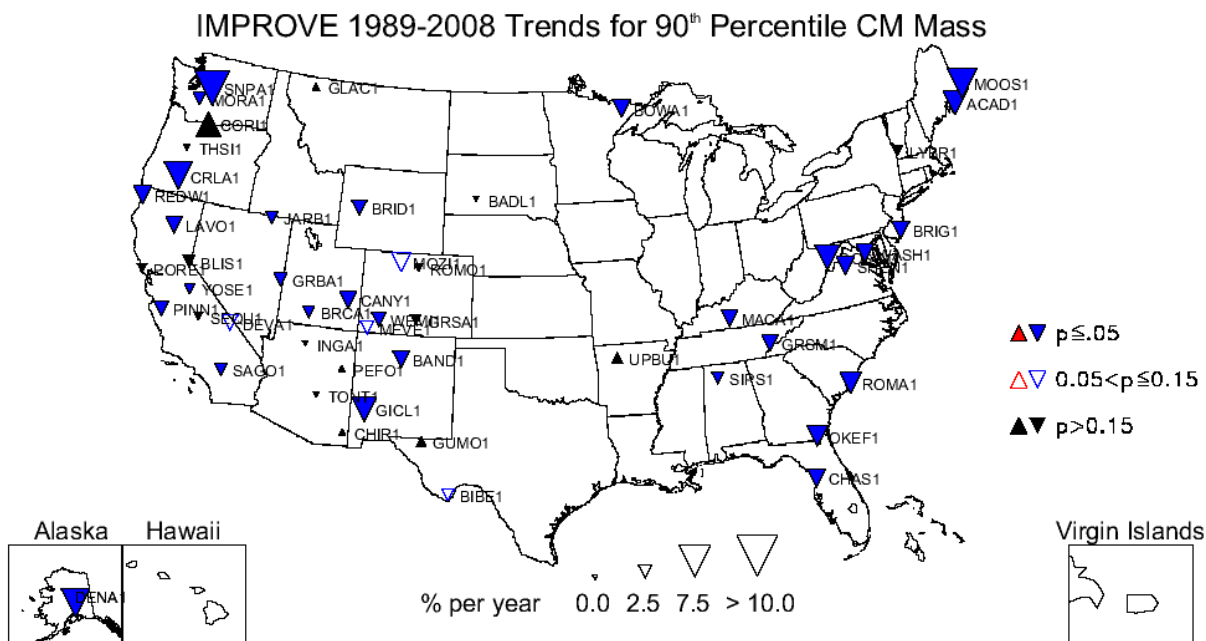 IMPROVE 1989-2008 Trends for 90th Percentile CM Mass
SNPA1
MORA1
GLAC1
CORI1
THSI1
CRLA1
REDW1
LAVO1
JARB1
BRID1
BADL1
BOWA1
MOOS1
ACAD1
LYBR1
BRIG1
WASH1
BLIS1
PORE1
YOSE1
PINN1
SEQU1
DEVA1
GRBA1
BRCA1
CANY1
MOZI1
ROMO1
WEMI1
GRSA1
MEVE1
MACA1
GRSM1
SAGO1
INGA1
PEFO1
BAND1
UPBU1
SIPS1
ROMA1
TONT1
GICL1
CHIR1
GUMO1
OKEF1
CHAS1
BIBE1
p≤.05
0.05<p≤0.15
p>0.15
Alaska
Hawaii
Virgin Islands
DENA1
% per year
0.0 2.5 7.5 > 10.0